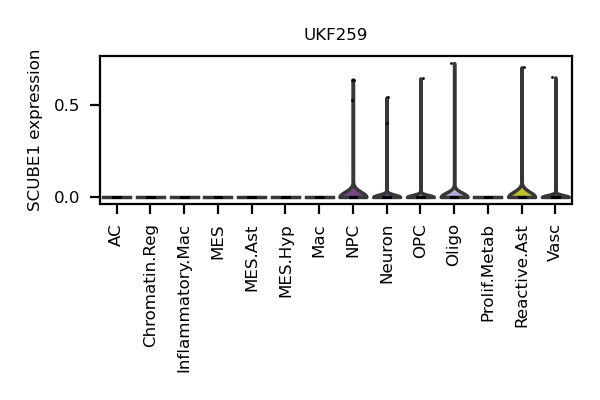 UKF259
SCUBE1 expression
0.5
0.0
AC
Chromatin.Reg
Inflammatory.Mac
MES
MES.Ast
MES.Hyp
Mac
NPC
Neuron
OPC
Oligo
Prolif.Metab
Reactive.Ast
Vasc